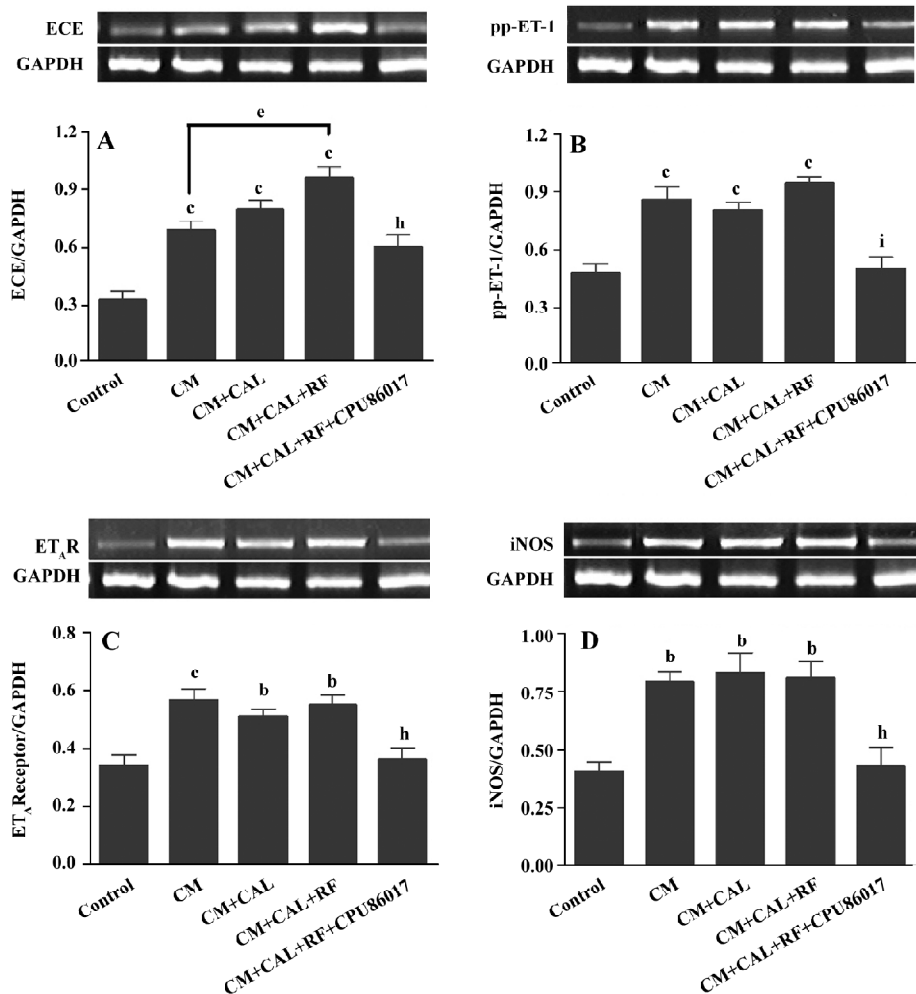 ECE
GAPDH
A
e
c
c
c
h
1.2
0.9
0.6
0.3
0.0
ECE/GAPDH
Control
CM
CM+CAL
CM+CAL+RF
CM+CAL+RF+CPU86017
pp-ET-1
GAPDH
B
c
c
c
i
1.2
0.9
0.6
0.3
0.0
pp-ET-1/GAPDH
Control
CM
CM+CAL
CM+CAL+RF
CM+CAL+RF+CPU86017
ET_AR
GAPDH
C
c
b
b
h
0.8
0.6
0.4
0.2
0.0
ET_AReceptor/GAPDH
Control
CM
CM+CAL
CM+CAL+RF
CM+CAL+RF+CPU86017
iNOS
GAPDH
D
b
b
b
h
1.00
0.75
0.50
0.25
0.00
iNOS/GAPDH
Control
CM
CM+CAL
CM+CAL+RF
CM+CAL+RF+CPU86017